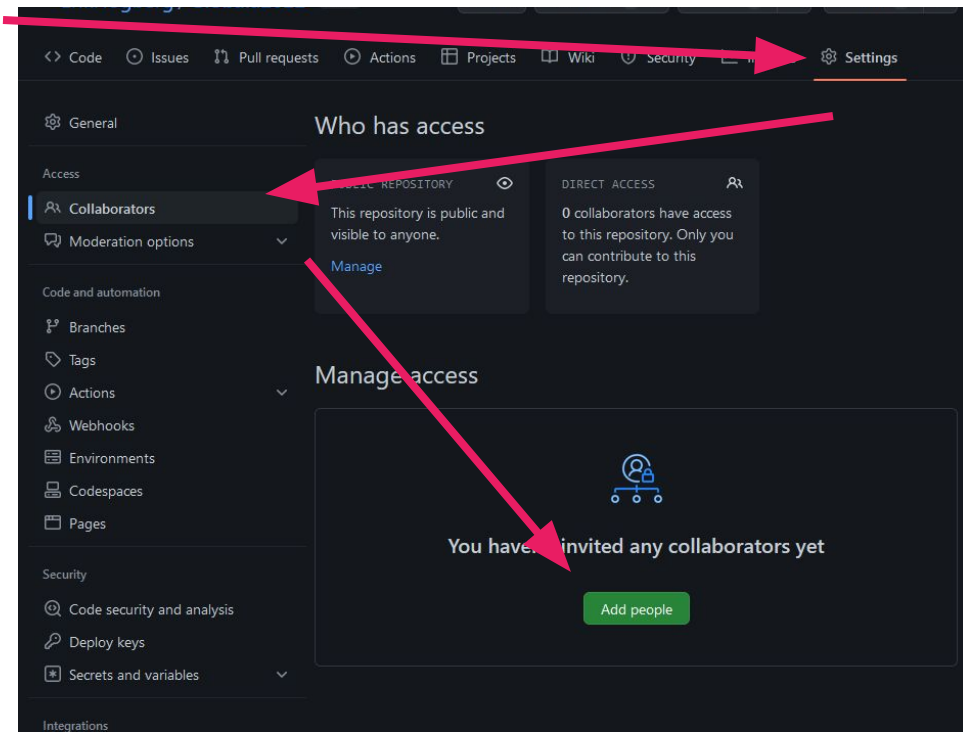 Code Issues Pull requests Actions Projects Wiki Security Settings
General
Access
Collaborators
Moderation options
Code and automation
Branches
Tags
Actions
Webhooks
Environments
Codespaces
Pages
Security
Code security and analysis
Deploy keys
Secrets and variables
Integrations
Who has access
PUBLIC REPOSITORY
This repository is public and
visible to anyone.
Manage
DIRECT ACCESS
0 collaborators have access
to this repository. Only you
can contribute to this
repository.
Manage access
You haven't invited any collaborators yet
Add people